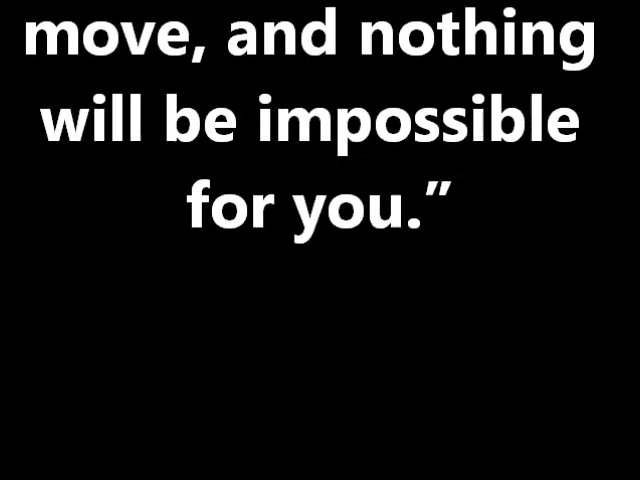 move, and nothing
will be impossible
for you.”